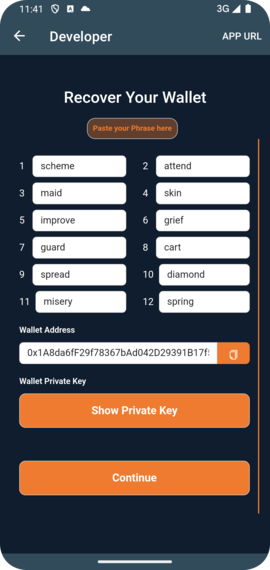 11:41 3G
Developer APP URL
Recover Your Wallet
Paste your Phrase here
1 scheme 2 attend
3 maid 4 skin
5 improve 6 grief
7 guard 8 cart
9 spread 10 diamond
11 misery 12 spring
Wallet Address
0x1A8da6fF29f78367bAd042D29391B17f
Wallet Private Key
Show Private Key
Continue